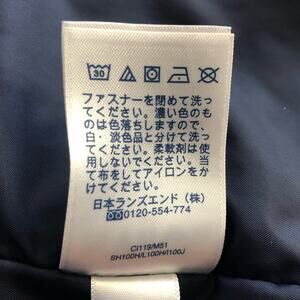 30
ファスナーを閉めて洗っ
てください。濃い色のも
のは色落ちしますので、
白・淡色品と分けて洗っ
てください。柔軟剤は使
用しないでください。
当て布をしてアイロンをか
けてください。
日本ランズエンド（株）
0120-554-774
CI119/M51
SH100H/L100H/I100J